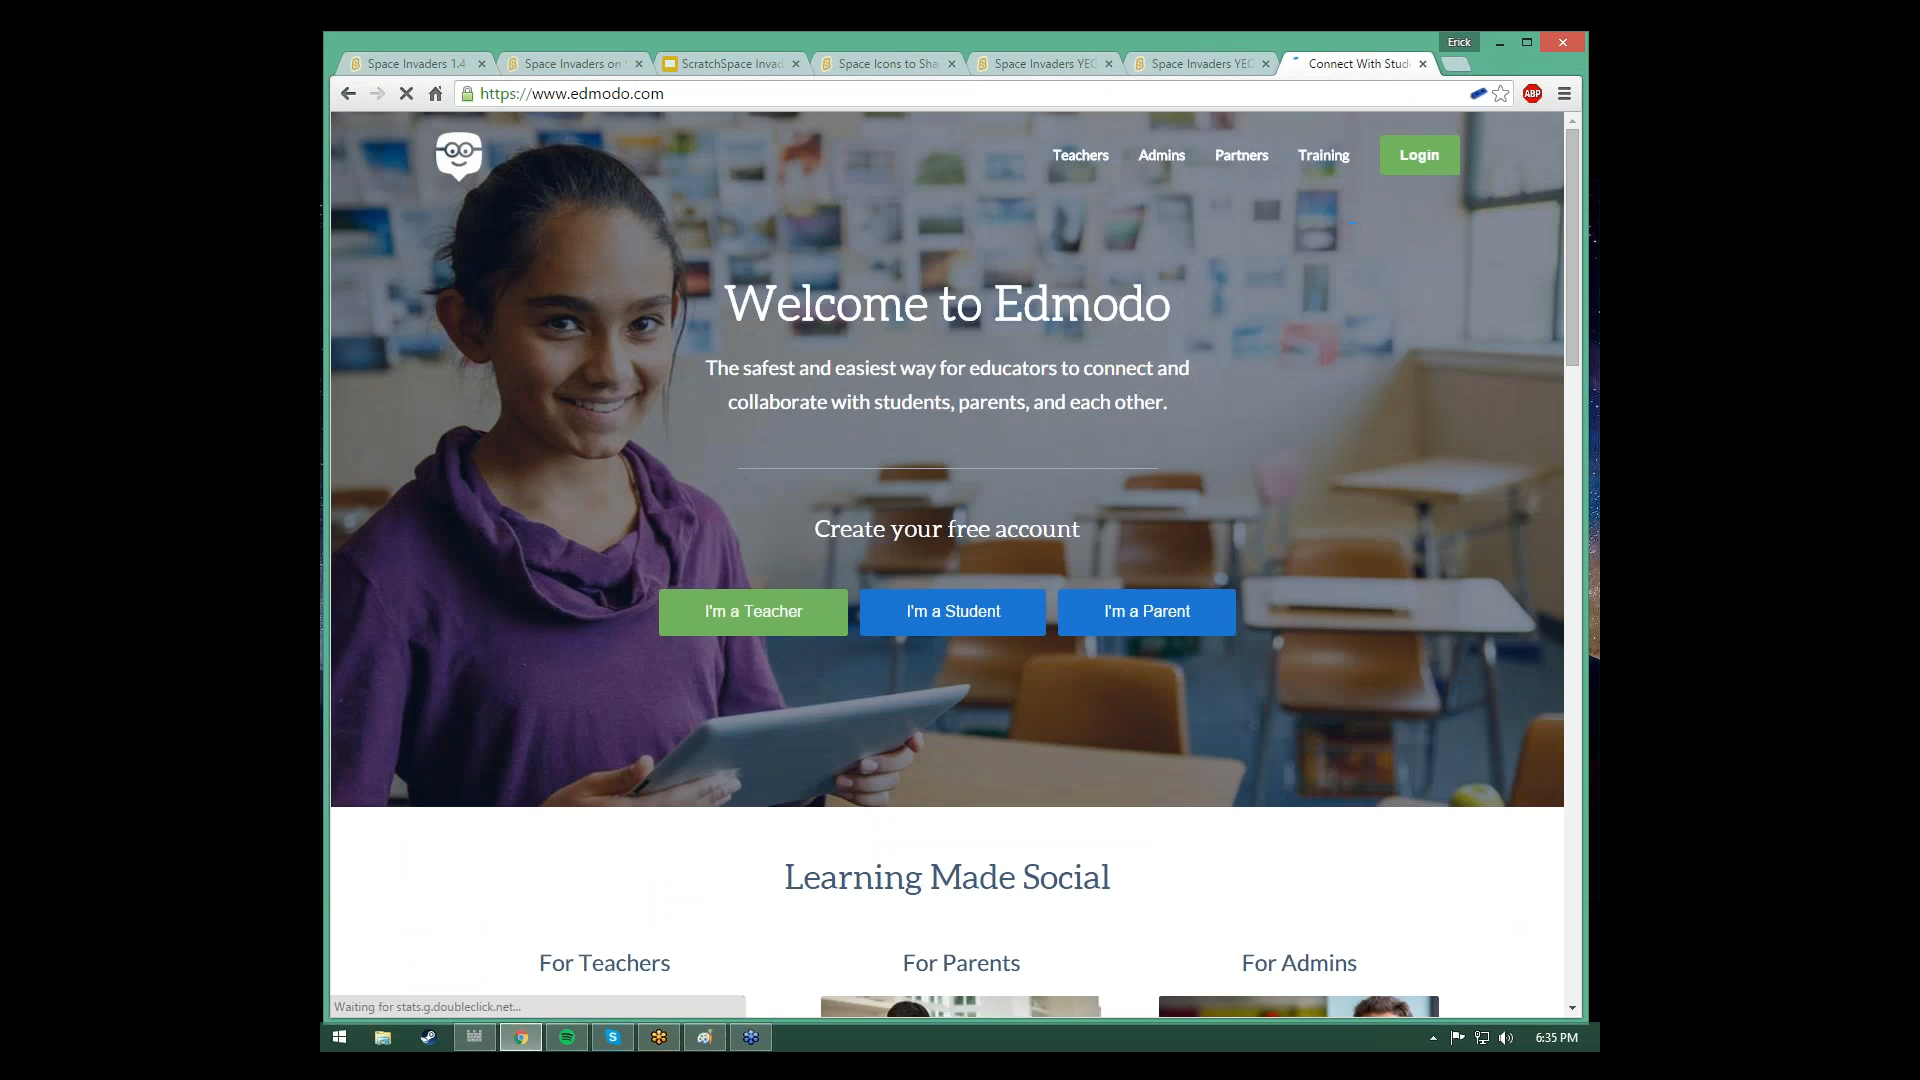 Erick
Space Invaders 1.4
Space Invaders on
ScratchSpace Invad
Space Icons to Sha
Space Invaders YEC
Space Invaders YEC
Connect With Stud
https://www.edmodo.com
ABP
Teachers
Admins
Partners
Training
Login
Welcome to Edmodo
The safest and easiest way for educators to connect and
collaborate with students, parents, and each other.
Create your free account
I'm a Teacher
I'm a Student
I'm a Parent
Learning Made Social
For Teachers
For Parents
For Admins
Waiting for stats.g.doubleclick.net...
6:35 PM